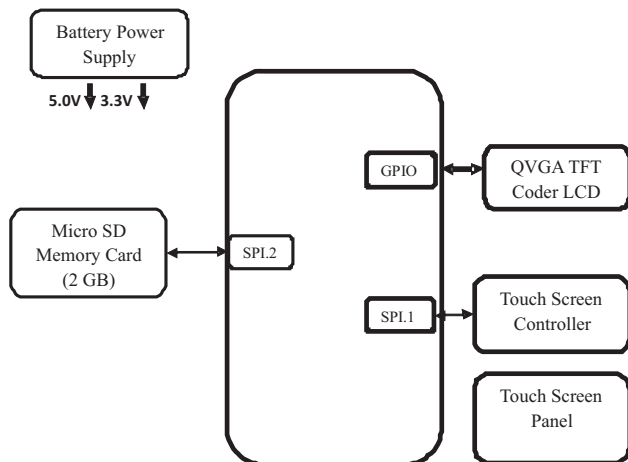 Battery Power
Supply
5.0V 3.3V
GPIO
QVGA TFT
Coder LCD
Micro SD
Memory Card
(2 GB)
SPI.2
SPI.1
Touch Screen
Controller
Touch Screen
Panel